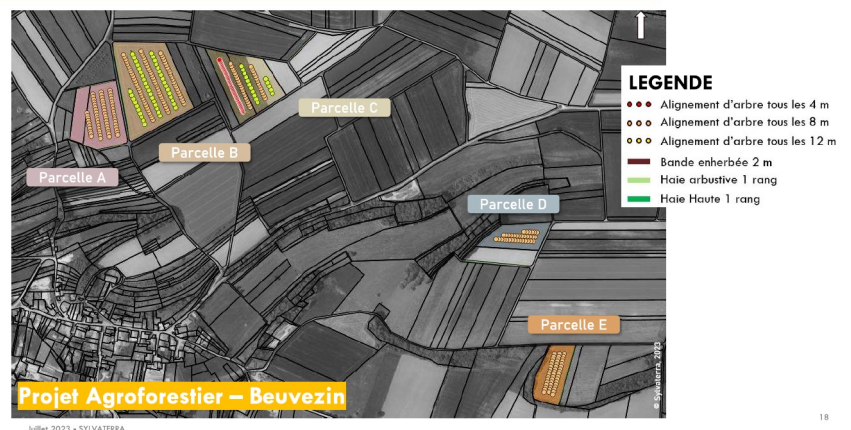 LEGENDE
Alignement d'arbre tous les 4 m
Alignement d'arbre tous les 8 m
Alignement d'arbre tous les 12 m
Bande enherbée 2 m
Haie arbustive 1 rang
Haie Haute 1 rang
Parcelle C
Parcelle B
Parcelle A
Parcelle D
Parcelle E
© Sylvaterra, 2023
Projet Agroforestier – Beuvezin
18
Juillet 2023 • SYLVATERRA